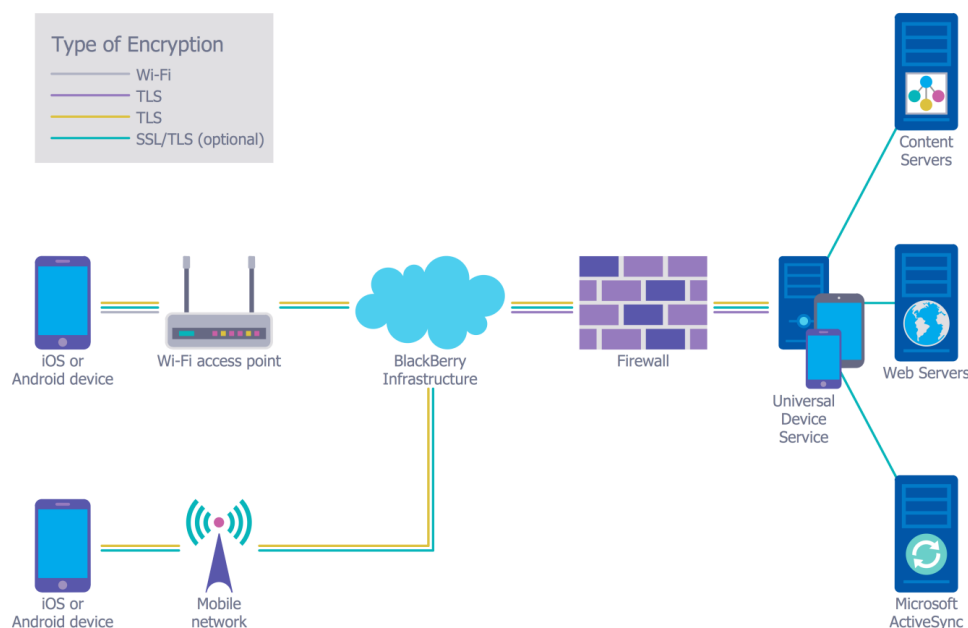 Type of Encryption
Wi-Fi
TLS
TLS
SSL/TLS (optional)
Content
Servers
iOS or
Android device
Wi-Fi access point
BlackBerry
Infrastructure
Firewall
Universal
Device
Service
Web Servers
iOS or
Android device
Mobile
network
Microsoft
ActiveSync